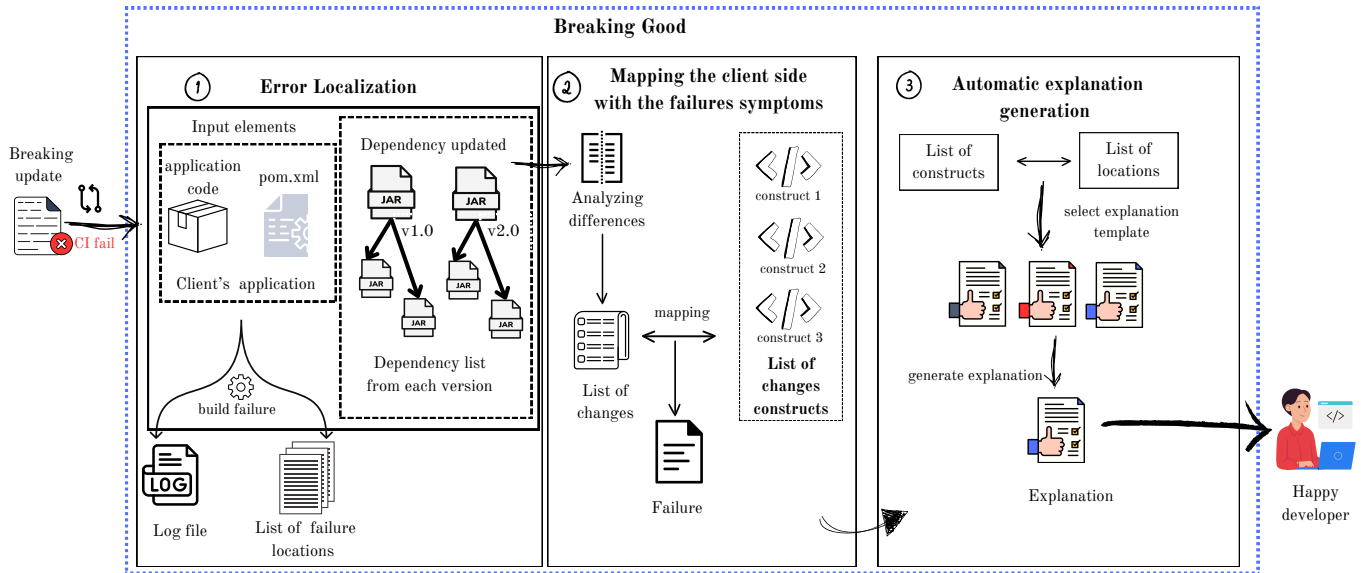 Breaking Good
Breaking
update
CI fail
1
Error Localization
Input elements
application
code
pom.xml
Client's application
Dependency updated
JAR
JAR
v1.0
v2.0
JAR
JAR
JAR
JAR
Dependency list
from each version
build failure
LOG
Log file
List of failure
locations
2
Mapping the client side
with the failures symptoms
Analyzing
differences
List of
changes
mapping
Failure
construct 1
construct 2
construct 3
List of
changes
constructs
3
Automatic explanation
generation
List of
constructs
List of
locations
select explanation
template
generate explanation
Explanation
</>
Happy
developer